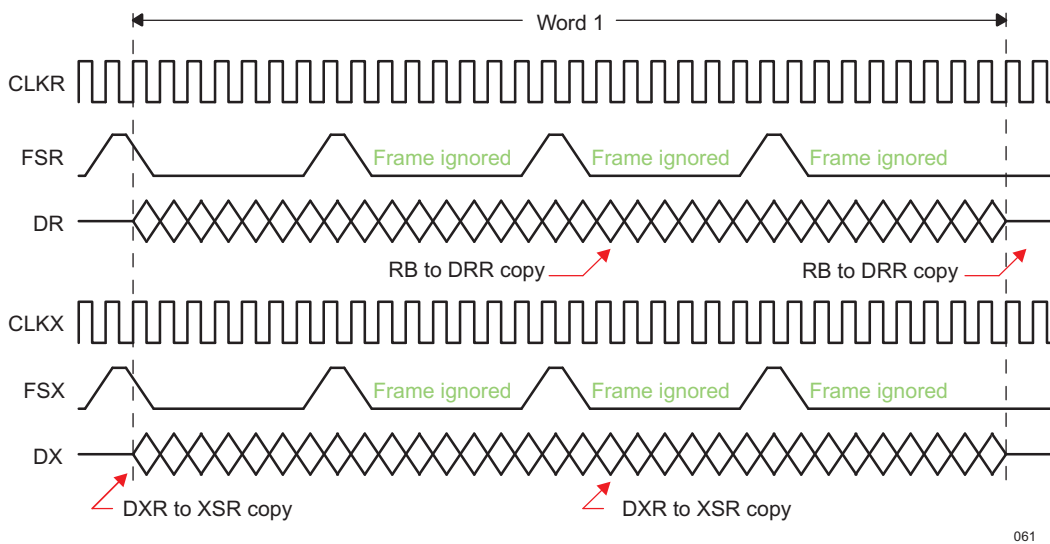 Word 1
CLKR
FSR
Frame ignored Frame ignored Frame ignored
DR
RB to DRR copy RB to DRR copy
CLKX
FSX
Frame ignored Frame ignored Frame ignored
DX
DXR to XSR copy DXR to XSR copy
061